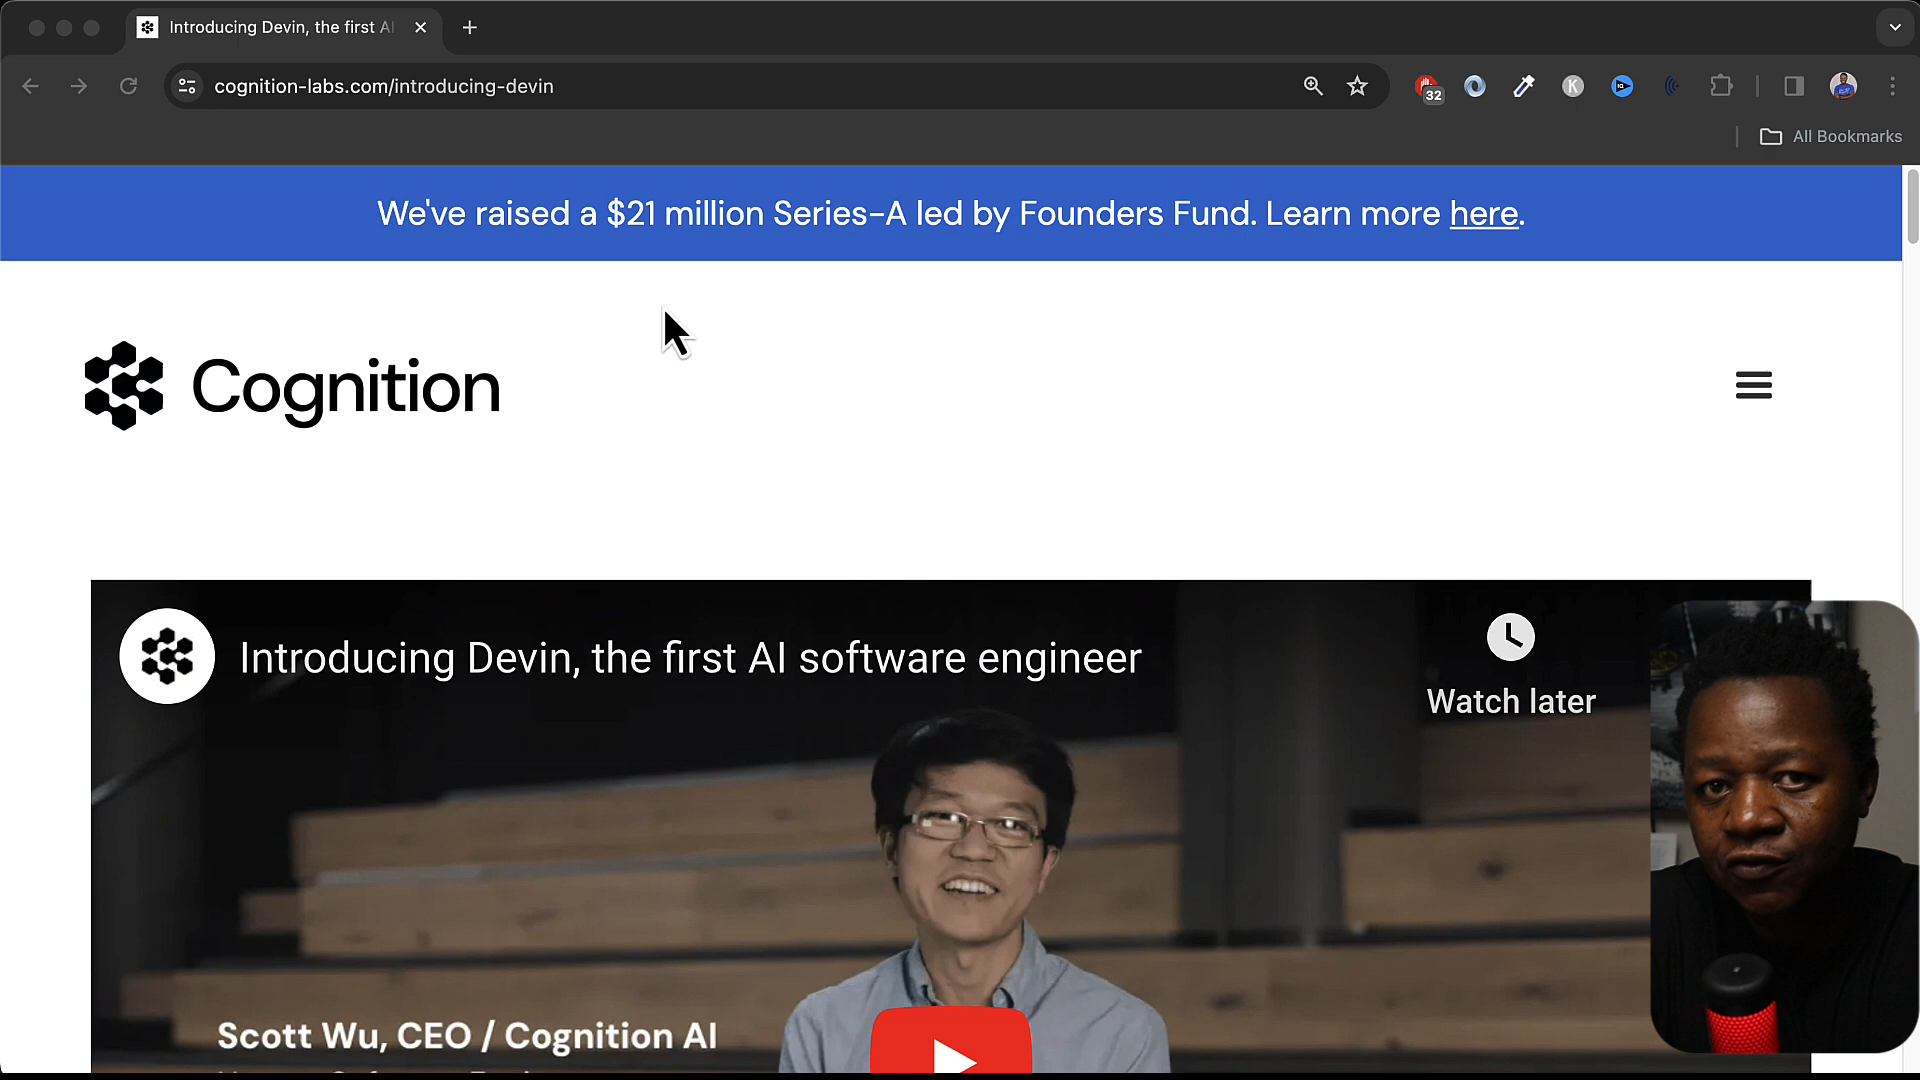 Introducing Devin, the first AI
cognition-labs.com/introducing-devin
32
K
All Bookmarks
We've raised a $21 million Series-A led by Founders Fund. Learn more here.
Cognition
Introducing Devin, the first AI software engineer
Watch later
Scott Wu, CEO / Cognition AI